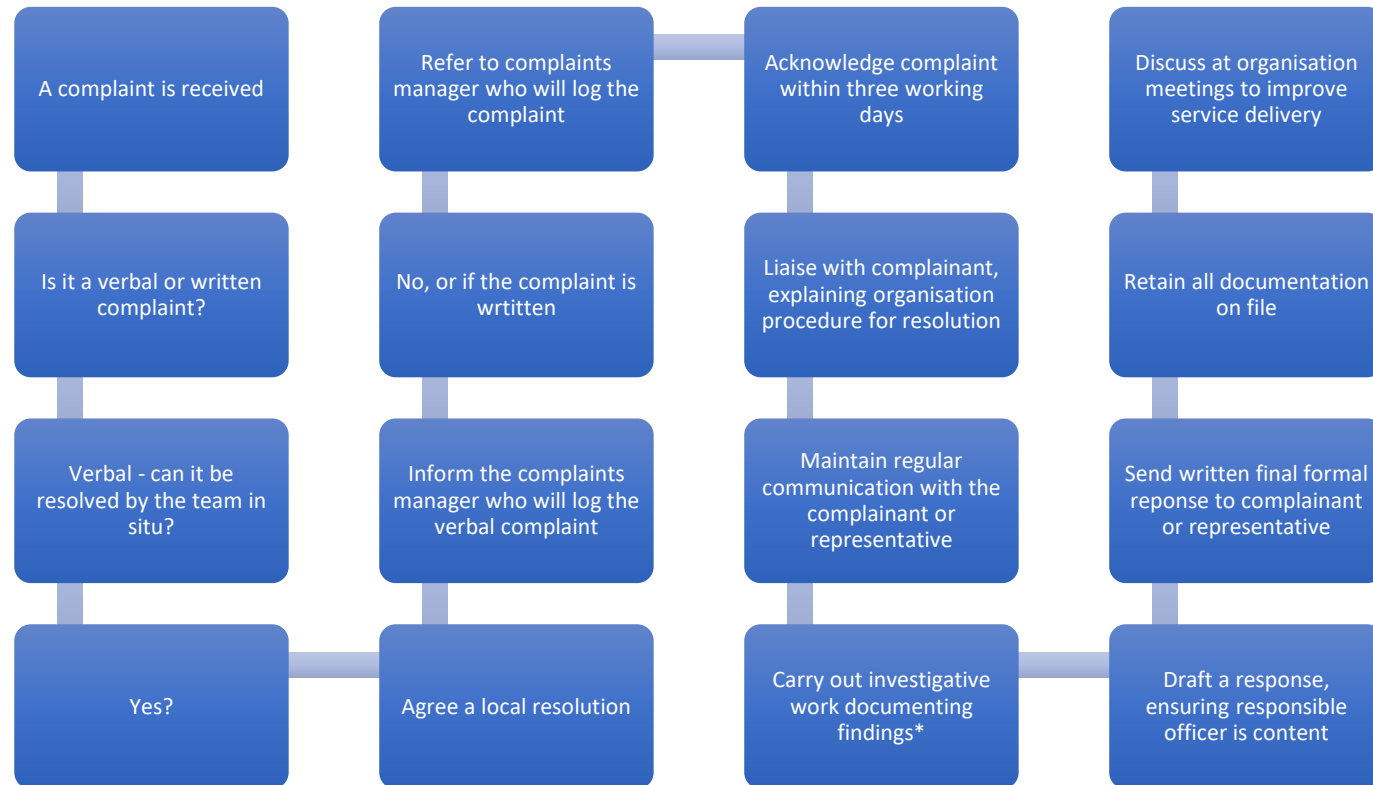 A complaint is received
Is it a verbal or written
complaint?
Verbal - can it be
resolved by the team in
situ?
Yes?
Agree a local resolution
Inform the complaints
manager who will log the
verbal complaint
No, or if the complaint is
wrtitten
Refer to complaints
manager who will log the
complaint
Acknowledge complaint
within three working
days
Liaise with complainant,
explaining organisation
procedure for resolution
Maintain regular
communication with the
complainant or
representative
Carry out investigative
work documenting
findings*
Draft a response,
ensuring responsible
officer is content
Send written final formal
reponse to complainant
or representative
Retain all documentation
on file
Discuss at organisation
meetings to improve
service delivery